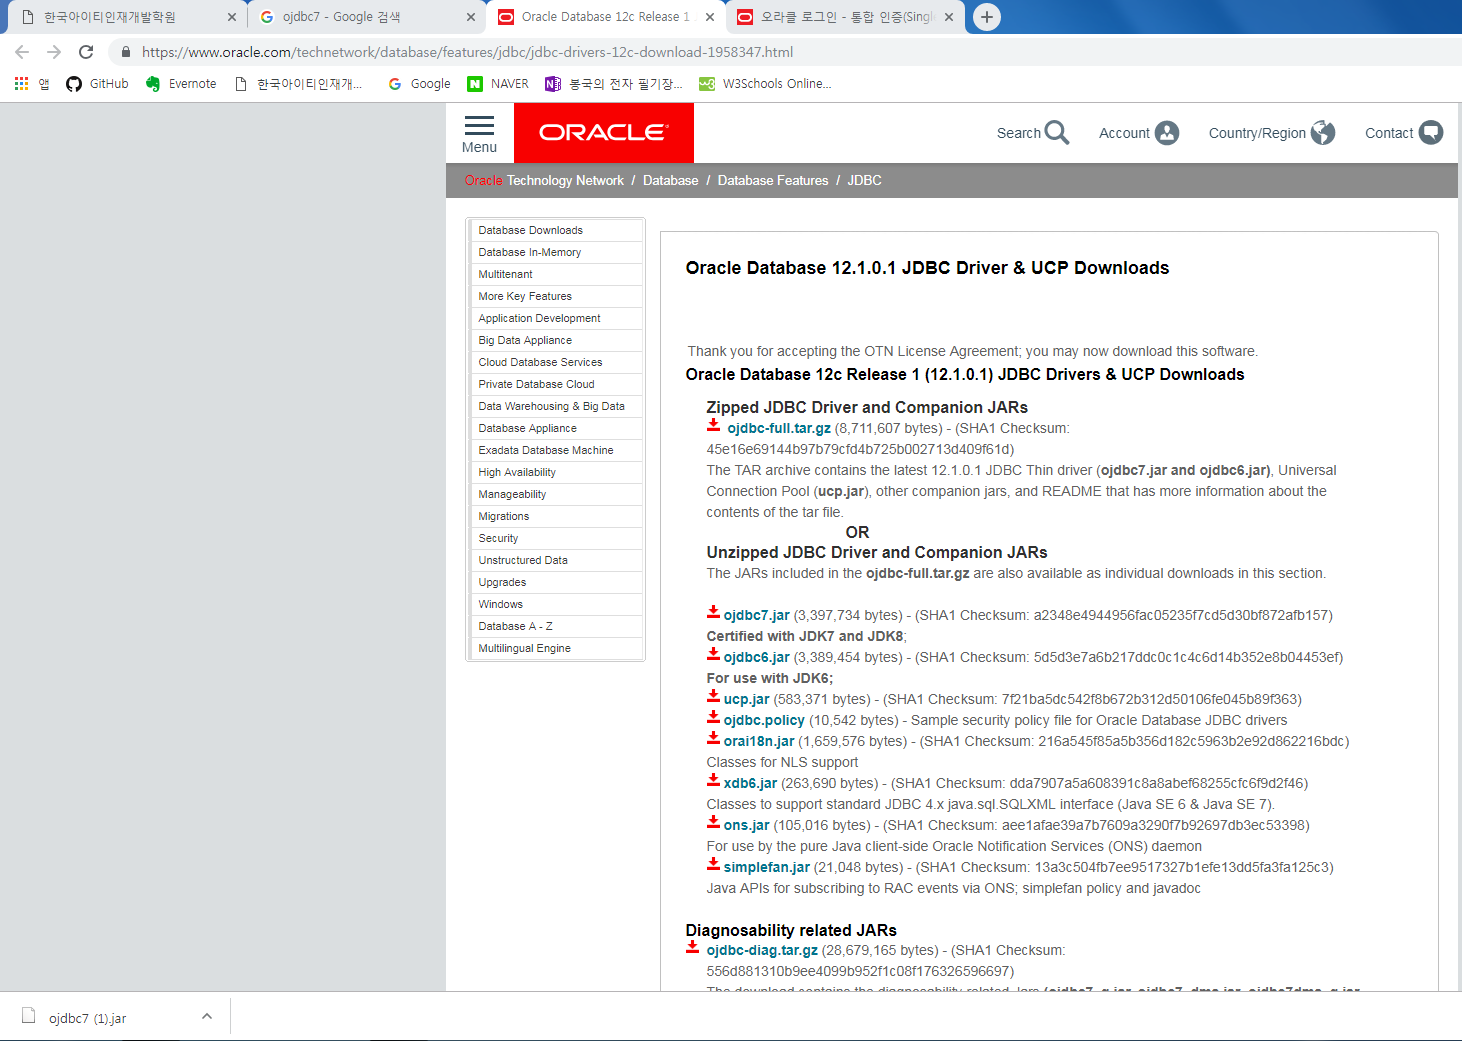 한국아이티인재개발학원
ojdbc7 - Google 검색
Oracle Database 12c Release 1
오라클 로그인 - 통합 인증(Singl
https://www.oracle.com/technetwork/database/features/jdbc/jdbc-drivers-12c-download-1958347.html
앱
GitHub
Evernote
한국아이티인재개...
Google
NAVER
봉국의 전자 필기장...
W3Schools Online...
Menu
ORACLE
Search
Account
Country/Region
Contact
Oracle Technology Network / Database / Database Features / JDBC
Database Downloads
Database In-Memory
Multitenant
More Key Features
Application Development
Big Data Appliance
Cloud Database Services
Private Database Cloud
Data Warehousing & Big Data
Database Appliance
Exadata Database Machine
High Availability
Manageability
Migrations
Security
Unstructured Data
Upgrades
Windows
Database A - Z
Multilingual Engine
Oracle Database 12.1.0.1 JDBC Driver & UCP Downloads
Thank you for accepting the OTN License Agreement; you may now download this software.
Oracle Database 12c Release 1 (12.1.0.1) JDBC Drivers & UCP Downloads
Zipped JDBC Driver and Companion JARs
ojdbc-full.tar.gz (8,711,607 bytes) - (SHA1 Checksum:
45e16e69144b97b79cfd4b725b002713d409f61d)
The TAR archive contains the latest 12.1.0.1 JDBC Thin driver (ojdbc7.jar and ojdbc6.jar), Universal
Connection Pool (ucp.jar), other companion jars, and README that has more information about the
contents of the tar file.
OR
Unzipped JDBC Driver and Companion JARs
The JARs included in the ojdbc-full.tar.gz are also available as individual downloads in this section.
ojdbc7.jar (3,397,734 bytes) - (SHA1 Checksum: a2348e4944956fac05235f7cd5d30bf872afb157)
Certified with JDK7 and JDK8;
ojdbc6.jar (3,389,454 bytes) - (SHA1 Checksum: 5d5d3e7a6b217ddc0c1c4c6d14b352e8b04453ef)
For use with JDK6;
ucp.jar (583,371 bytes) - (SHA1 Checksum: 7f21ba5dc542f8b672b312d50106fe045b89f363)
ojdbc.policy (10,542 bytes) - Sample security policy file for Oracle Database JDBC drivers
orai18n.jar (1,659,576 bytes) - (SHA1 Checksum: 216a545f85a5b356d182c5963b2e92d862216bdc)
Classes for NLS support
xdb6.jar (263,690 bytes) - (SHA1 Checksum: dda7907a5a608391c8a8abef68255cfc6f9d2f46)
Classes to support standard JDBC 4.x java.sql.SQLXML interface (Java SE 6 & Java SE 7).
ons.jar (105,016 bytes) - (SHA1 Checksum: aee1afae39a7b7609a3290f7b92697db3ec53398)
For use by the pure Java client-side Oracle Notification Services (ONS) daemon
simplefan.jar (21,048 bytes) - (SHA1 Checksum: 13a3c504fb7ee9517327b1efe13dd5fa3fa125c3)
Java APIs for subscribing to RAC events via ONS; simplefan policy and javadoc
Diagnosability related JARs
ojdbc-diag.tar.gz (28,679,165 bytes) - (SHA1 Checksum:
556d881310b9ee4099b952f1c08f176326596697)
The download contains the diagnosability related Jars (ojdbc7_g.jar, ojdbc7_dms.jar, ojdbc7dms_g.jar,
ojdbc7 (1).jar